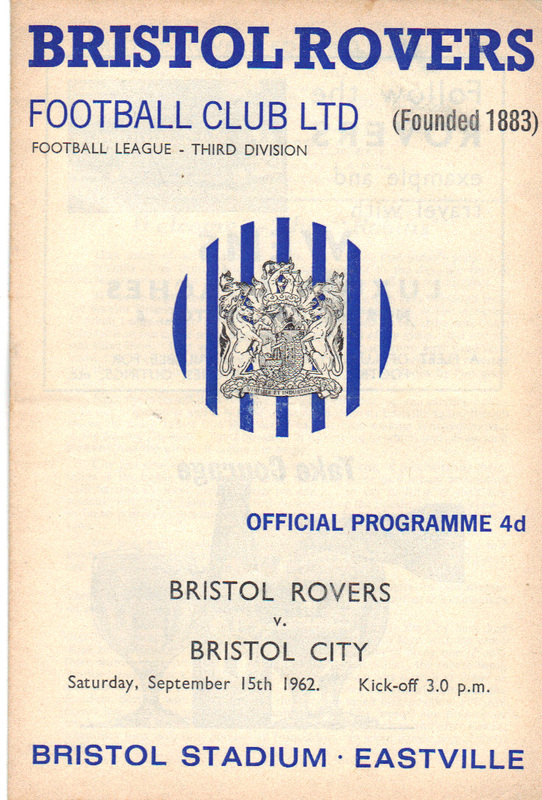 BRISTOL ROVERS
FOOTBALL CLUB LTD (Founded 1883)
FOOTBALL LEAGUE - THIRD DIVISION
OFFICIAL PROGRAMME 4d
BRISTOL ROVERS
v.
BRISTOL CITY
Saturday, September 15th 1962. Kick-off 3.0 p.m.
BRISTOL STADIUM · EASTVILLE